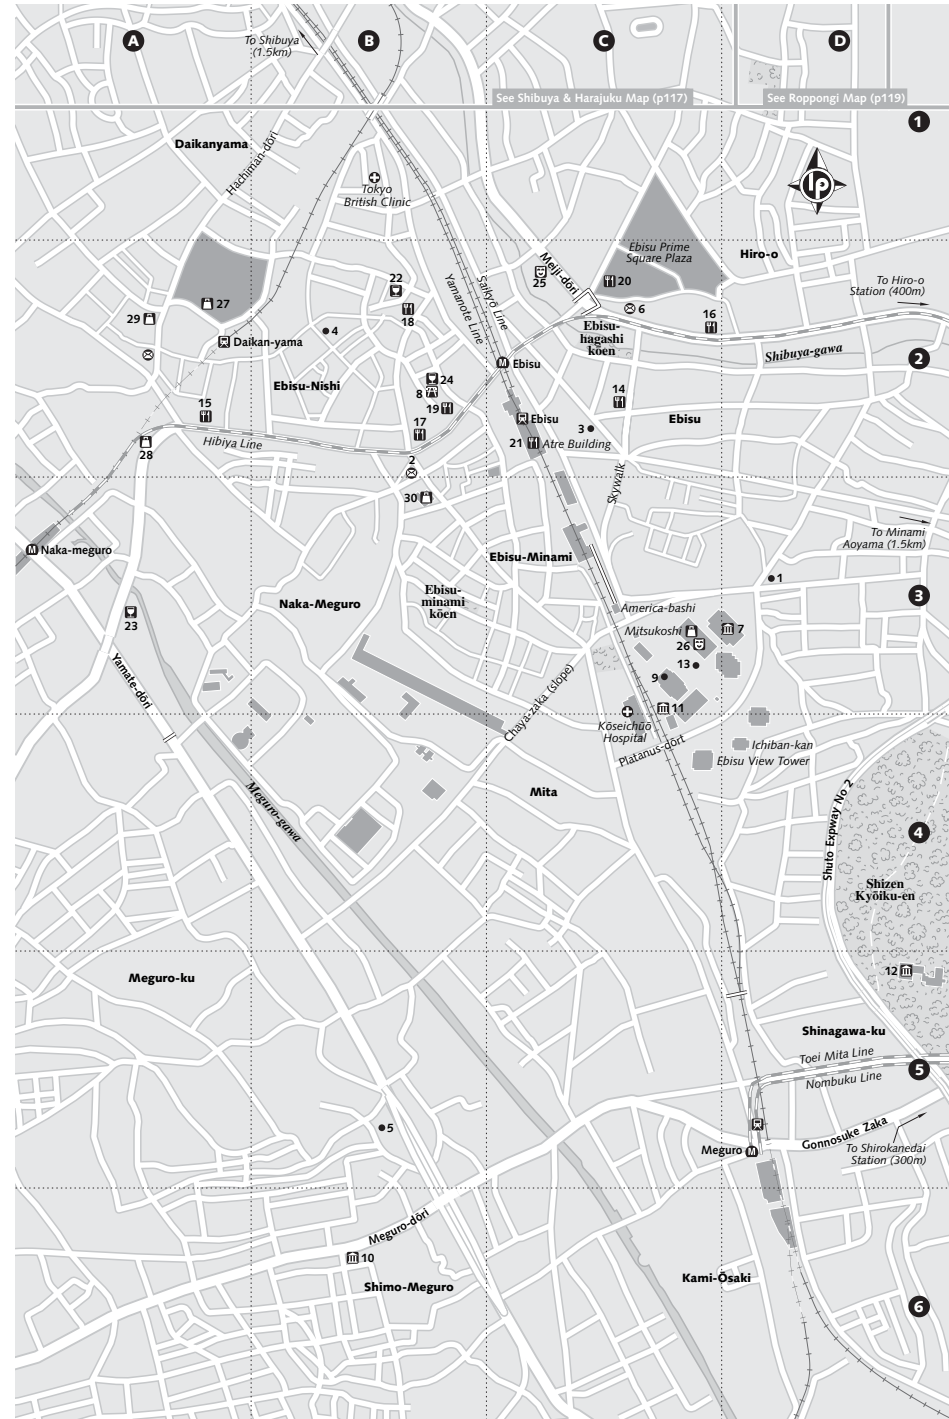 A
B
C
D
To Shibuya
(1.5km)
See Shibuya & Harajuku Map (p117)
See Roppongi Map (p119)
1
Daikanyama
Hachiman-dōri
lp
Tokyo
British Clinic
Ebisu Prime
Square Plaza
Hiro-o
Meiji-dōri
22
25
20
To Hiro-o
Station (400m)
Yamanote Line
Saikyō Line
27
29
18
6
16
4
Ebisu-
higashi
kōen
Daikan-yama
Shibuya-gawa
2
Ebisu
Ebisu-Nishi
24
8
14
15
19
Ebisu
Ebisu
17
3
Hibiya Line
21
Atre Building
28
2
Skywalk
30
To Minami
Aoyama (1.5km)
M Naka-meguro
Ebisu-Minami
1
Ebisu-
minami
kōen
3
Naka-Meguro
America-bashi
23
Mitsukoshi
7
26
13
Yamate-dōri
9
Chaya-zaka (slope)
11
Kōseichūō
Hospital
Platanus-dōrt
Ichiban-kan
Ebisu View Tower
Meguro-gawa
Mita
Shuto Expway No 2
4
Shizen
Kyōiku-en
12
Meguro-ku
Shinagawa-ku
Toei Mita Line
5
Nombuku Line
5
Gonnosuke Zaka
Meguro M
To Shirokanedai
Station (300m)
Meguro-dōri
10
Shimo-Meguro
Kami-Ōsaki
6